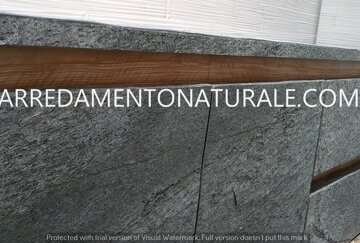 ARREDAMENTONATURALE.COM
Protected with trial version of Visual Watermark. Full version doesn't put this mark.